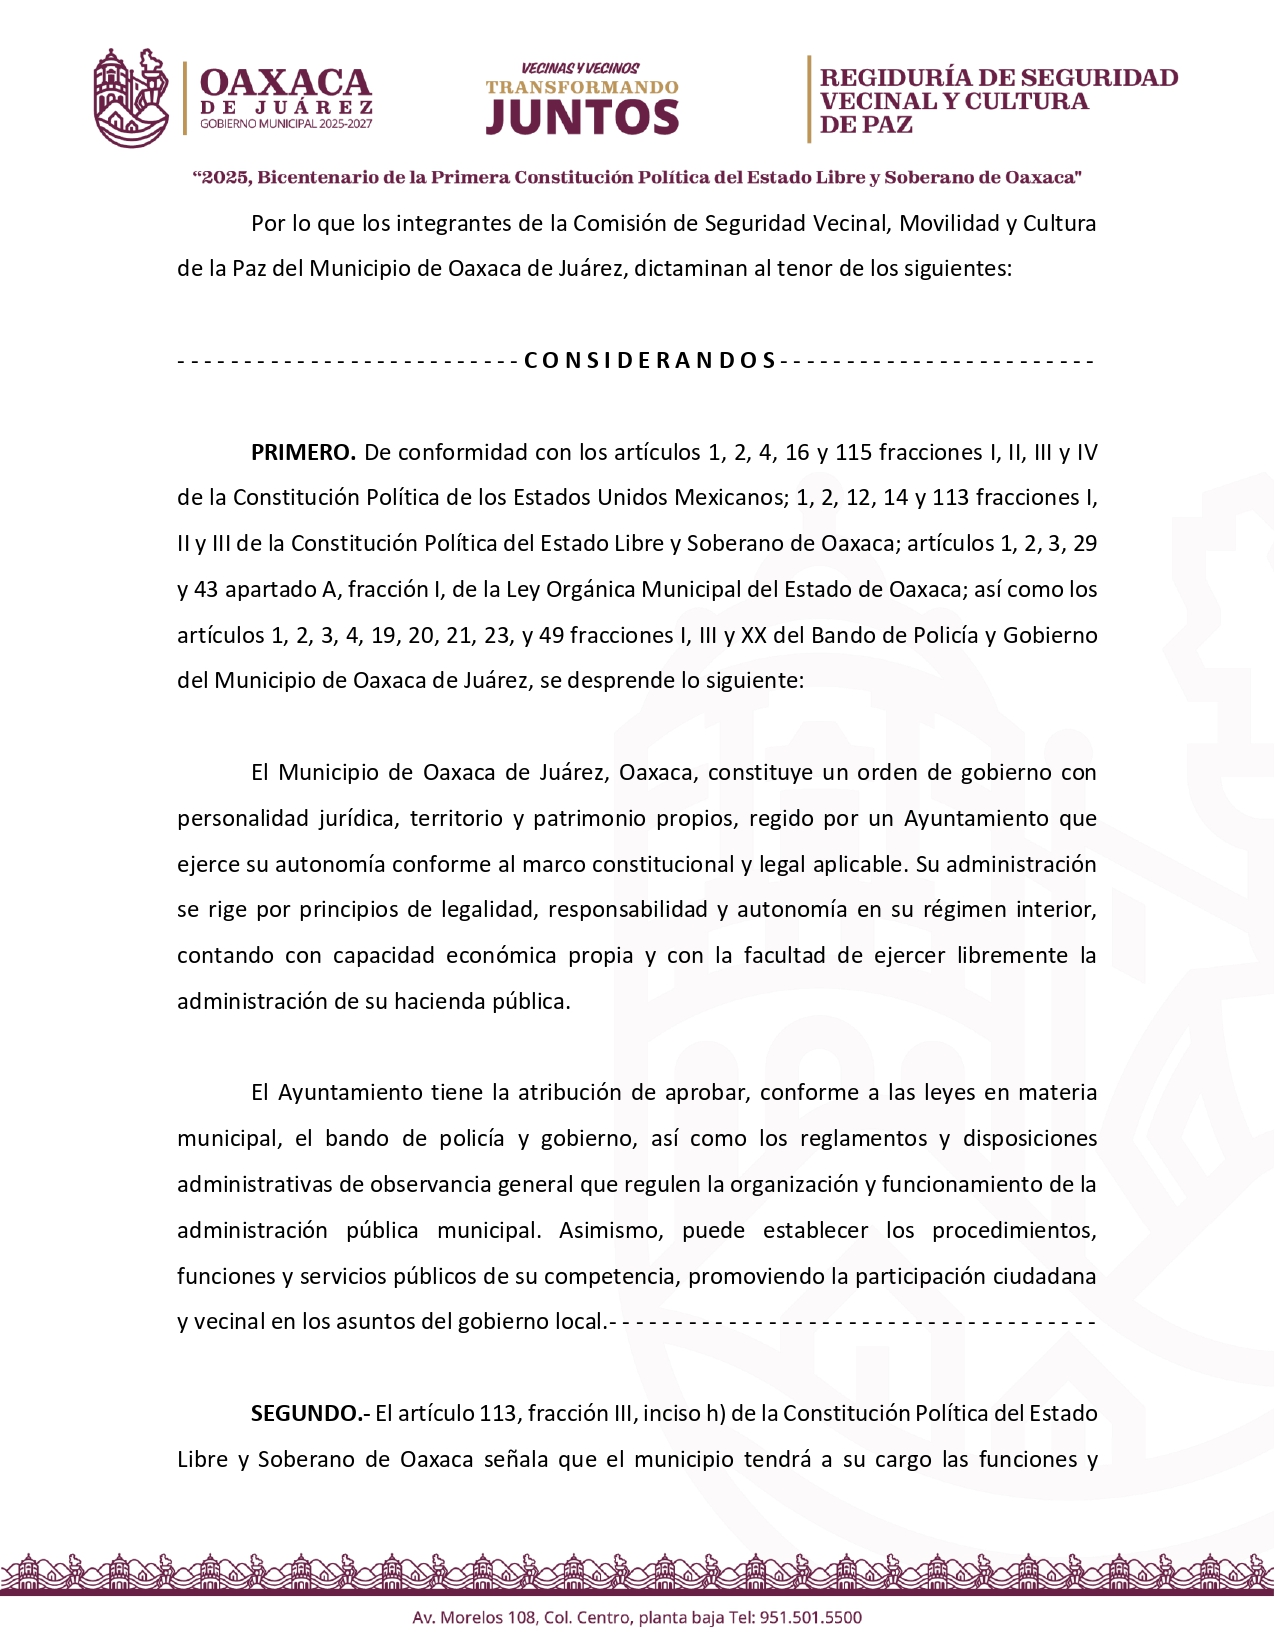 OAXACA
DE JUÁREZ
GOBIERNO MUNICIPAL 2025-2027
VECINAS Y VECINOS
TRANSFORMANDO
JUNTOS
REGIDURÍA DE SEGURIDAD
VECINAL Y CULTURA
DE PAZ
“2025, Bicentenario de la Primera Constitución Política del Estado Libre y Soberano de Oaxaca"
Por lo que los integrantes de la Comisión de Seguridad Vecinal, Movilidad y Cultura
de la Paz del Municipio de Oaxaca de Juárez, dictaminan al tenor de los siguientes:
- - - - - - - - - - - - - - - - - - - - - - - - - - C O N S I D E R A N D O S - - - - - - - - - - - - - - - - - - - - - - - -
PRIMERO. De conformidad con los artículos 1, 2, 4, 16 y 115 fracciones I, II, III y IV
de la Constitución Política de los Estados Unidos Mexicanos; 1, 2, 12, 14 y 113 fracciones I,
II y III de la Constitución Política del Estado Libre y Soberano de Oaxaca; artículos 1, 2, 3, 29
y 43 apartado A, fracción I, de la Ley Orgánica Municipal del Estado de Oaxaca; así como los
artículos 1, 2, 3, 4, 19, 20, 21, 23, y 49 fracciones I, III y XX del Bando de Policía y Gobierno
del Municipio de Oaxaca de Juárez, se desprende lo siguiente:
El Municipio de Oaxaca de Juárez, Oaxaca, constituye un orden de gobierno con
personalidad jurídica, territorio y patrimonio propios, regido por un Ayuntamiento que
ejerce su autonomía conforme al marco constitucional y legal aplicable. Su administración
se rige por principios de legalidad, responsabilidad y autonomía en su régimen interior,
contando con capacidad económica propia y con la facultad de ejercer libremente la
administración de su hacienda pública.
El Ayuntamiento tiene la atribución de aprobar, conforme a las leyes en materia
municipal, el bando de policía y gobierno, así como los reglamentos y disposiciones
administrativas de observancia general que regulen la organización y funcionamiento de la
administración pública municipal. Asimismo, puede establecer los procedimientos,
funciones y servicios públicos de su competencia, promoviendo la participación ciudadana
y vecinal en los asuntos del gobierno local.- - - - - - - - - - - - - - - - - - - - - - - - - - - - - - - - - - - - -
SEGUNDO.- El artículo 113, fracción III, inciso h) de la Constitución Política del Estado
Libre y Soberano de Oaxaca señala que el municipio tendrá a su cargo las funciones y
Av. Morelos 108, Col. Centro, planta baja Tel: 951.501.5500